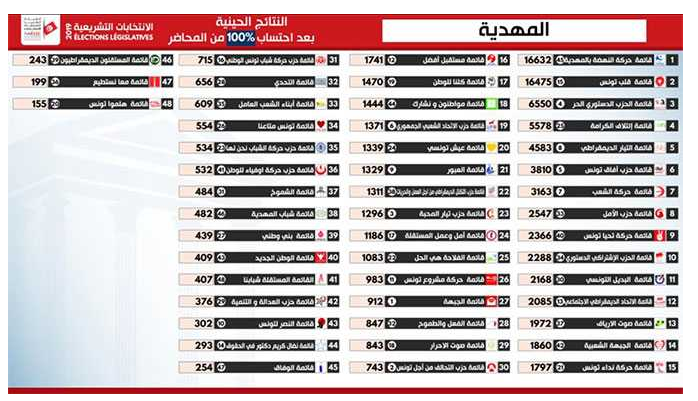 المهدية
النتائج الحينية
بعد احتساب %100 من المحاضر
الانتخابات التشريعية 2019
ÉLECTIONS LÉGISLATIVES
1 قائمة حركة النهضة بالمهدية 16632
2 قائمة قلب تونس 16475
3 قائمة الحزب الدستوري الحر 6550
4 قائمة إئتلاف الكرامة 5578
5 قائمة التيار الديمقراطي 4583
6 قائمة حزب آفاق تونس 3810
7 قائمة حركة الشعب 3163
8 قائمة حزب الأمل 2547
9 قائمة حركة تحيا تونس 2366
10 قائمة الحزب الإشتراكي الدستوري 2288
11 قائمة البديل التونسي 2168
12 قائمة الاتحاد الديمقراطي الاجتماعي 2085
13 قائمة صوت الارياف 1972
14 قائمة الجبهة الشعبية 1860
15 قائمة حركة نداء تونس 1797
16 قائمة مستقبل أفضل 1741
17 قائمة كلنا للوطن 1470
18 قائمة مواطنون و نشارك 1444
19 قائمة حزب الاتحاد الشعبي الجمهوري 1371
20 قائمة عيش تونسي 1339
21 قائمة العبور 1329
22 قائمة حزب التكتل الديمقراطي من أجل العمل والحريات 1311
23 قائمة حزب تيار المحبة 1296
24 قائمة أمل وعمل المستقلة 1186
25 قائمة الفلاحة هي الحل 1083
26 قائمة حركة مشروع تونس 983
27 قائمة الجبهة 912
28 قائمة الفعل والطموح 847
29 قائمة صوت الاحرار 843
30 قائمة حزب التحالف من أجل تونس 743
31 قائمة حزب حركة شباب تونس الوطني 715
32 قائمة التحدي 656
33 قائمة أبناء الشعب العامل 609
34 قائمة تونس متاعنا 554
35 قائمة حزب حركة الشباب نحن لها 534
36 قائمة حزب حركة اوفياء للوطن 532
37 قائمة الشموخ 484
38 قائمة شباب المهدية 482
39 قائمة بني وطني 439
40 قائمة الوطن الجديد 409
41 القائمة المستقلة شبابنا 407
42 قائمة حزب العدالة و التنمية 376
43 قائمة النصر لتونس 302
44 قائمة نضال كريم دكتور في الحقوق 293
45 قائمة الوفاق 254
46 قائمة المستقلون الديمقراطيون 243
47 قائمة معا نستطيع 199
48 قائمة هلموا تونس 155